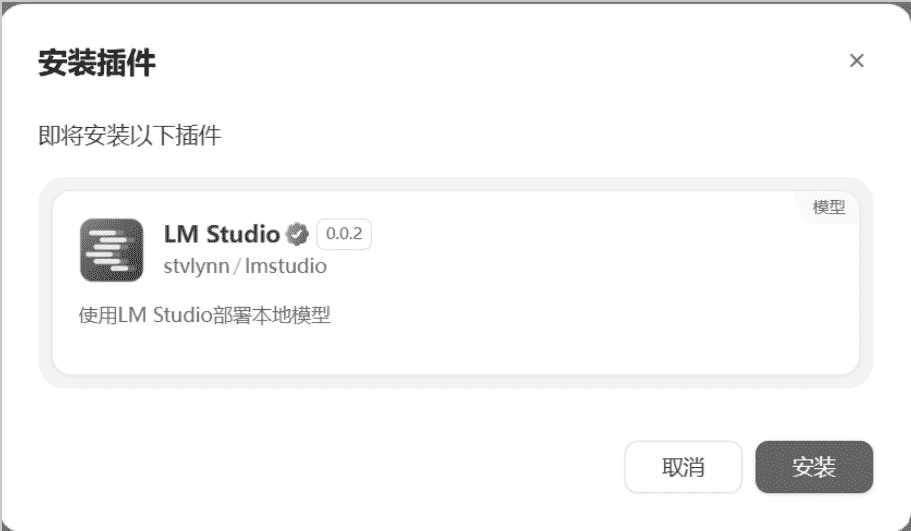 安装插件
即将安装以下插件
模型
LM Studio 0.0.2
stvlynn / lmstudio
使用LM Studio部署本地模型
取消 安装